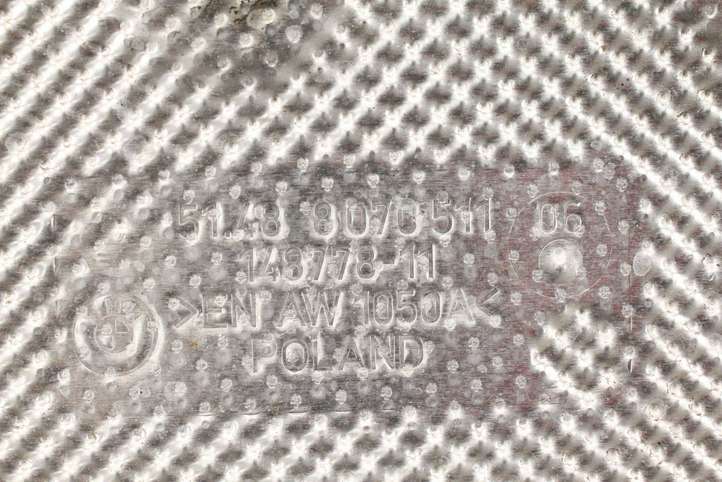 51.48 8070511 06
148778-11
>EN AW 1050A<
POLAND